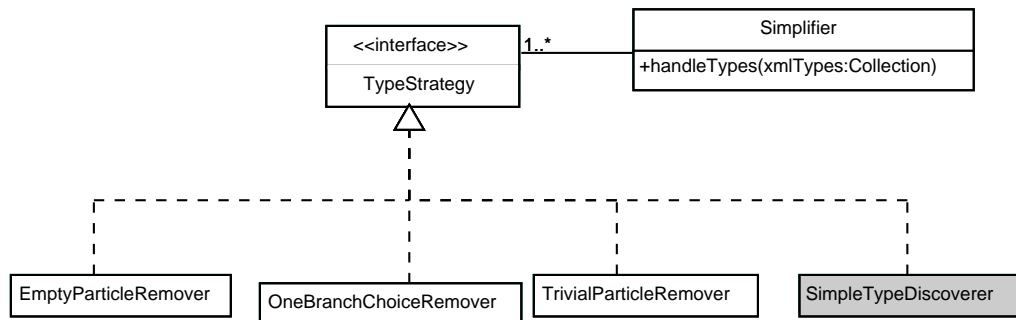 <<interface>>
TypeStrategy
1..*
Simplifier
+handleTypes(xmlTypes:Collection)
EmptyParticleRemover
OneBranchChoiceRemover
TrivialParticleRemover
SimpleTypeDiscoverer